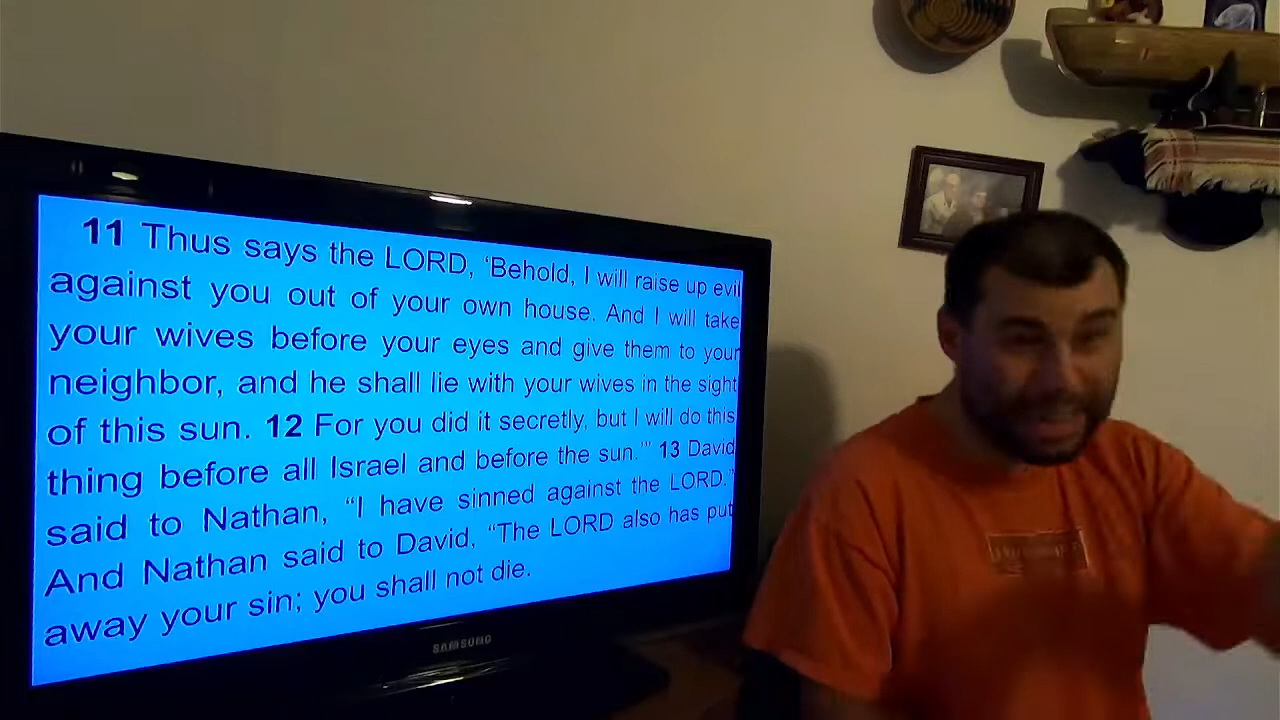 11 Thus says the LORD, ‘Behold, I will raise up evil
against you out of your own house. And I will take
your wives before your eyes and give them to your
neighbor, and he shall lie with your wives in the sight
of this sun. 12 For you did it secretly, but I will do this
thing before all Israel and before the sun.’” 13 David
said to Nathan, “I have sinned against the LORD.”
And Nathan said to David, “The LORD also has put
away your sin; you shall not die.
SAMSUNG